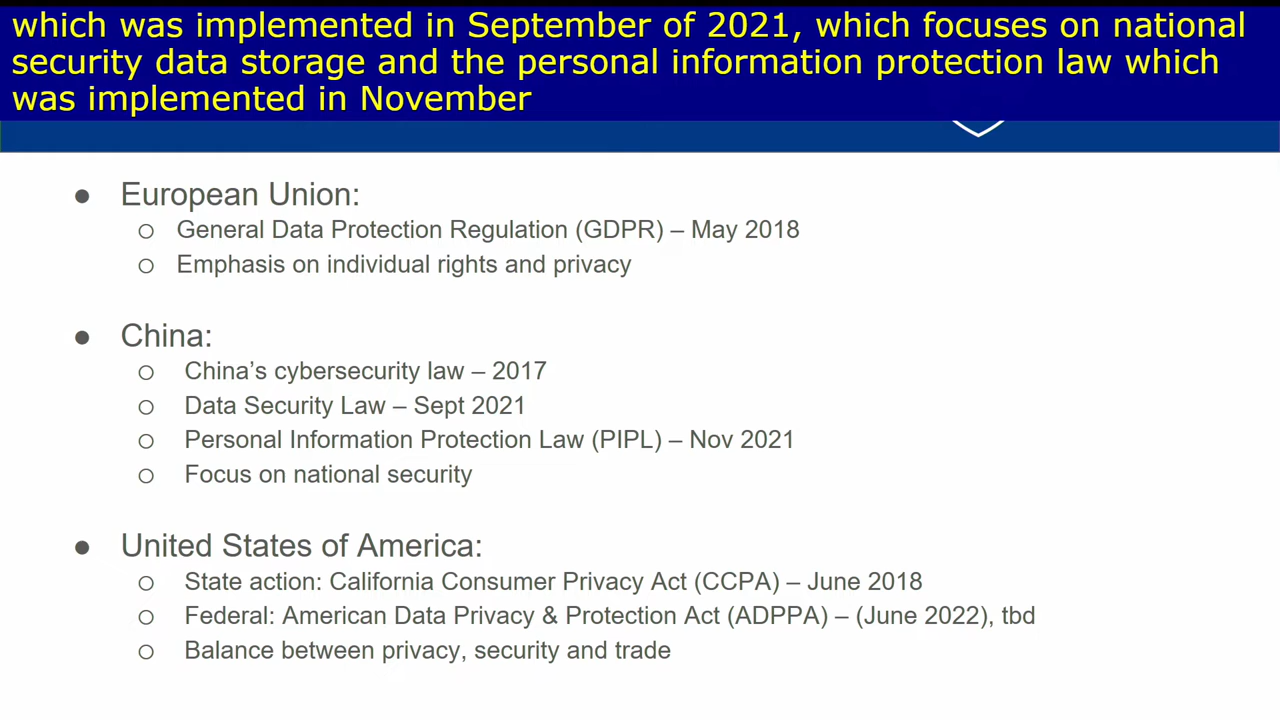 which was implemented in September of 2021, which focuses on national
security data storage and the personal information protection law which
was implemented in November
● European Union:
○ General Data Protection Regulation (GDPR) – May 2018
○ Emphasis on individual rights and privacy
● China:
○ China’s cybersecurity law – 2017
○ Data Security Law – Sept 2021
○ Personal Information Protection Law (PIPL) – Nov 2021
○ Focus on national security
● United States of America:
○ State action: California Consumer Privacy Act (CCPA) – June 2018
○ Federal: American Data Privacy & Protection Act (ADPPA) – (June 2022), tbd
○ Balance between privacy, security and trade